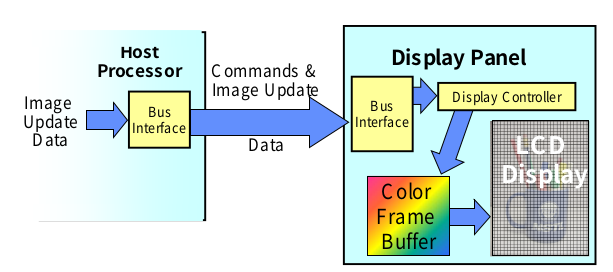 Host
Processor
Image
Update
Data
Bus
Interface
Commands &
Image Update
Data
Display Panel
Bus
Interface
Display Controller
Color
Frame
Buffer
LCD
Display